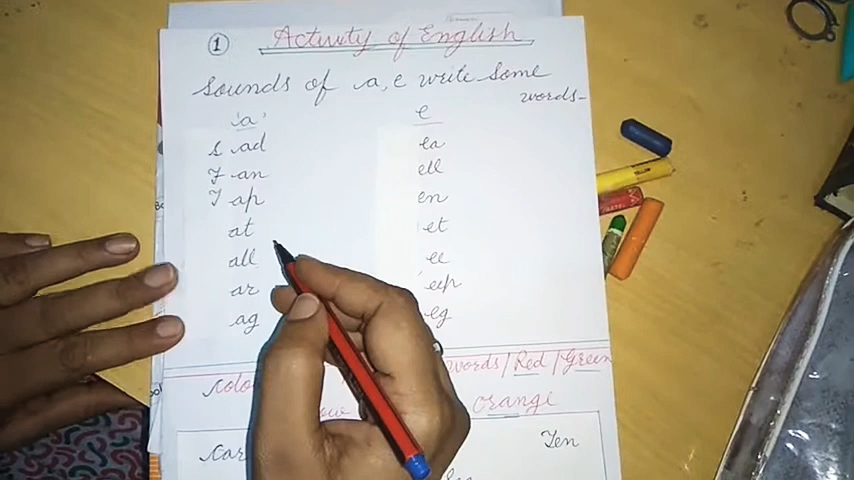 1 Activity of English
Sounds of a, e write some
words-
'a' e
s ad ea
F an ell
T ap en
at et
all ee
ar eep
ag eg
words / Red / Green
orange
Car Ten